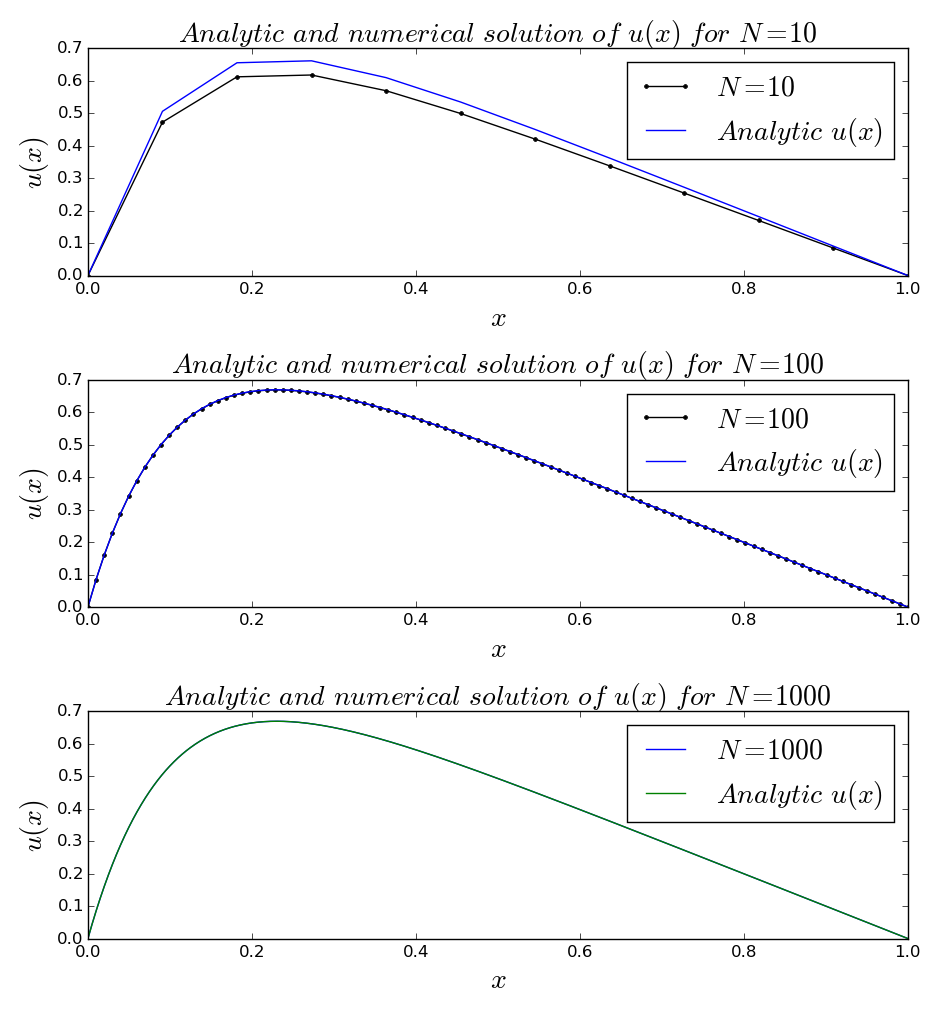 Analytic and numerical solution of u(x) for N=10
0.7
0.6
0.5
0.4
0.3
0.2
0.1
0.0
u(x)
N=10
Analytic u(x)
0.0 0.2 0.4 0.6 0.8 1.0
x
Analytic and numerical solution of u(x) for N=100
0.7
0.6
0.5
0.4
0.3
0.2
0.1
0.0
u(x)
N=100
Analytic u(x)
0.0 0.2 0.4 0.6 0.8 1.0
x
Analytic and numerical solution of u(x) for N=1000
0.7
0.6
0.5
0.4
0.3
0.2
0.1
0.0
u(x)
N=1000
Analytic u(x)
0.0 0.2 0.4 0.6 0.8 1.0
x